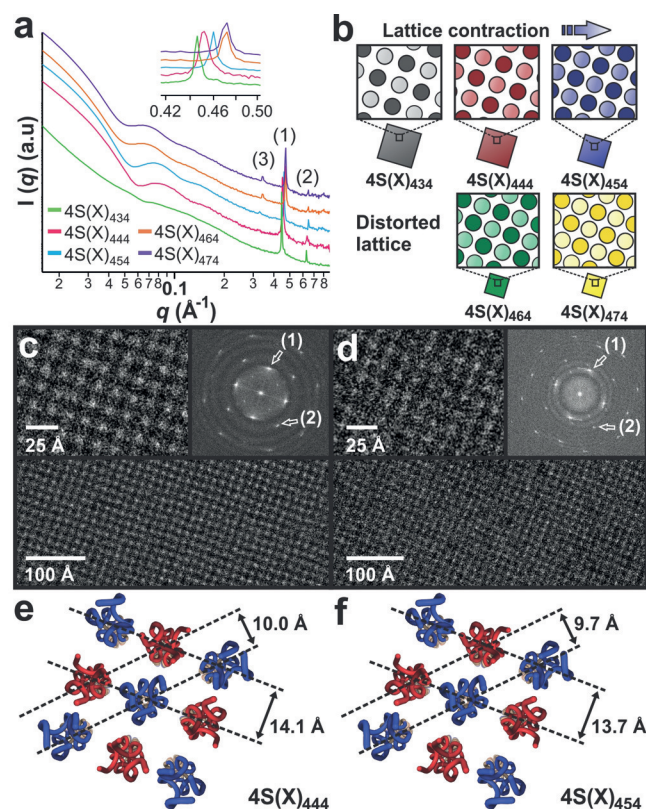 a
I (q) (a.u)
0.42 0.46 0.50
(3)
(1)
(2)
4S(X)434
4S(X)444
4S(X)454
4S(X)464
4S(X)474
2 3 4 5 6 7 8 0.1 2 3 4 5 6 7 8
q (Å-1)
b
Lattice contraction
4S(X)434 4S(X)444 4S(X)454
Distorted
lattice
4S(X)464 4S(X)474
c
(1)
(2)
25 Å
100 Å
d
(1)
(2)
25 Å
100 Å
e
10.0 Å
14.1 Å
4S(X)444
f
9.7 Å
13.7 Å
4S(X)454